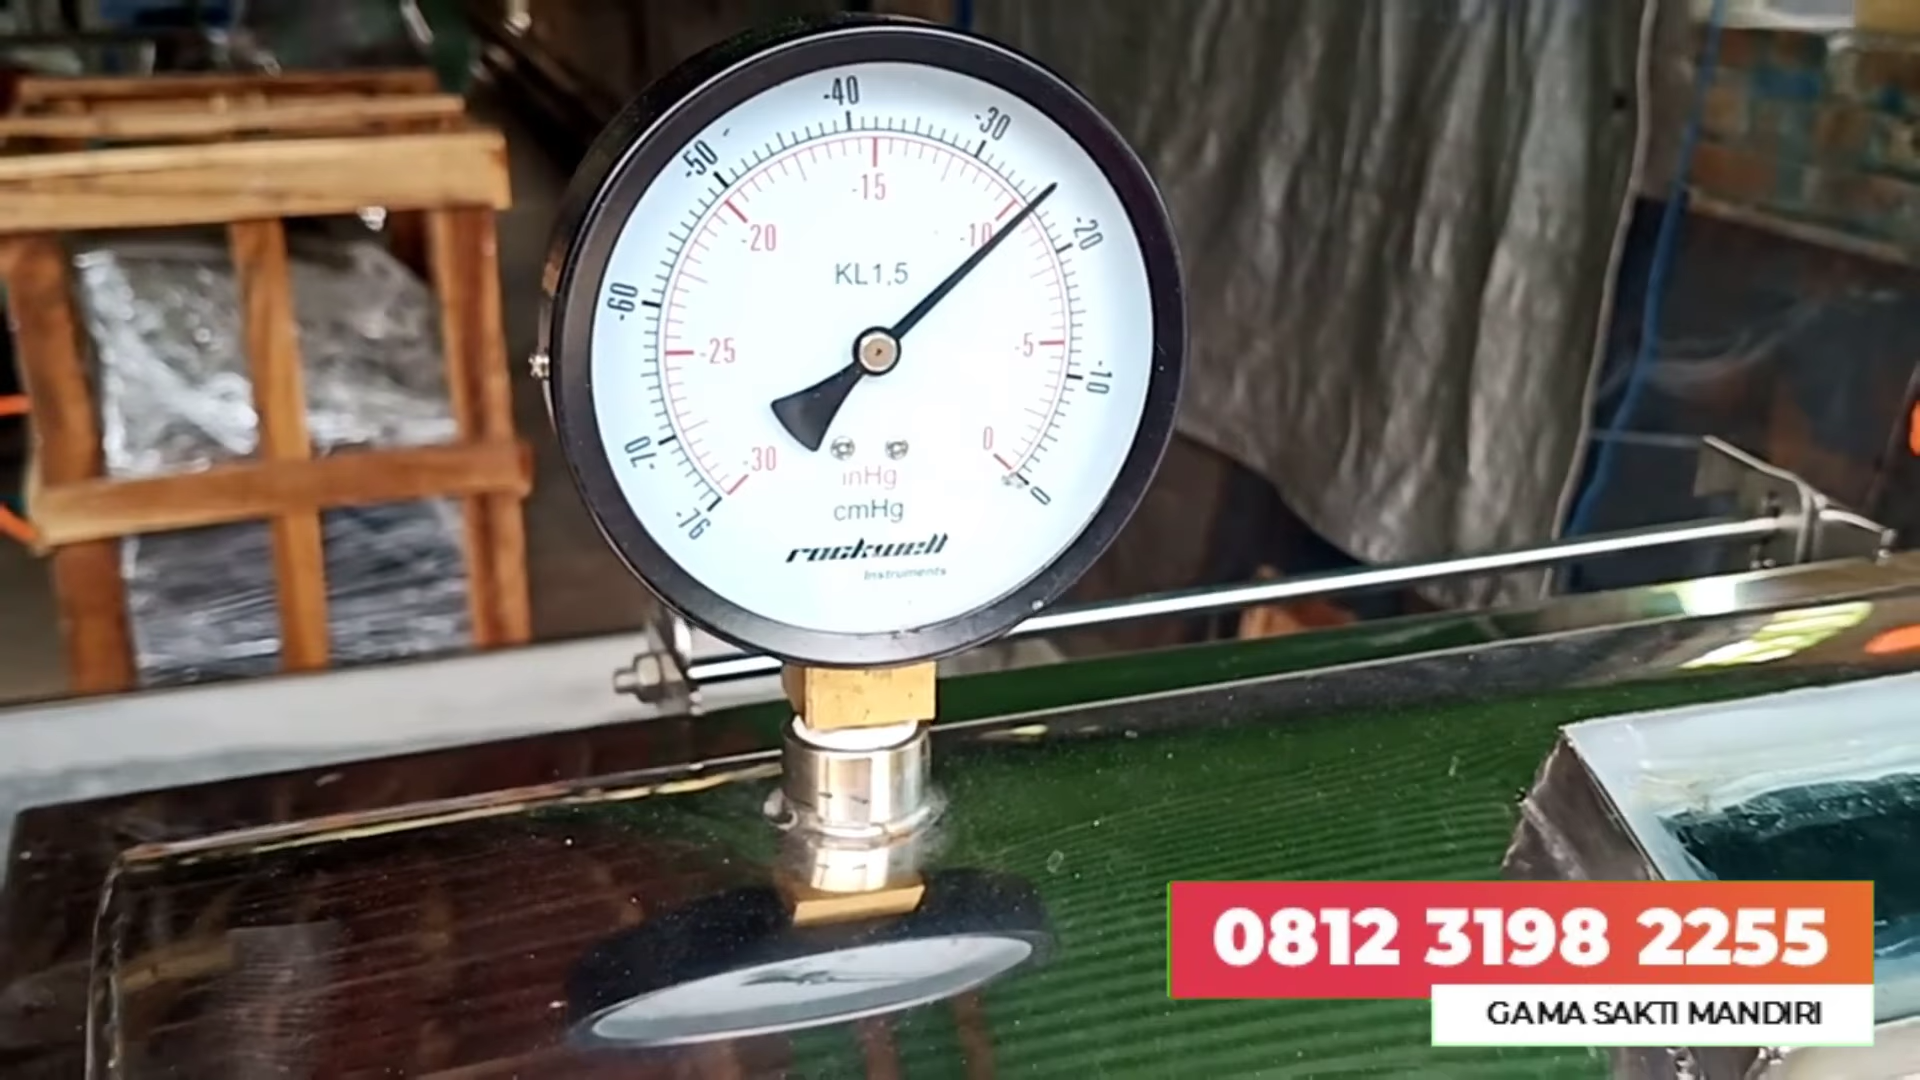 -40
-30
-50
-15
-20
-20
-10
KL1,5
-60
-25
-5
-10
0
-70
-30
inHg
0
cmHg
-76
rockwell
Instruments
0812 3198 2255
GAMA SAKTI MANDIRI